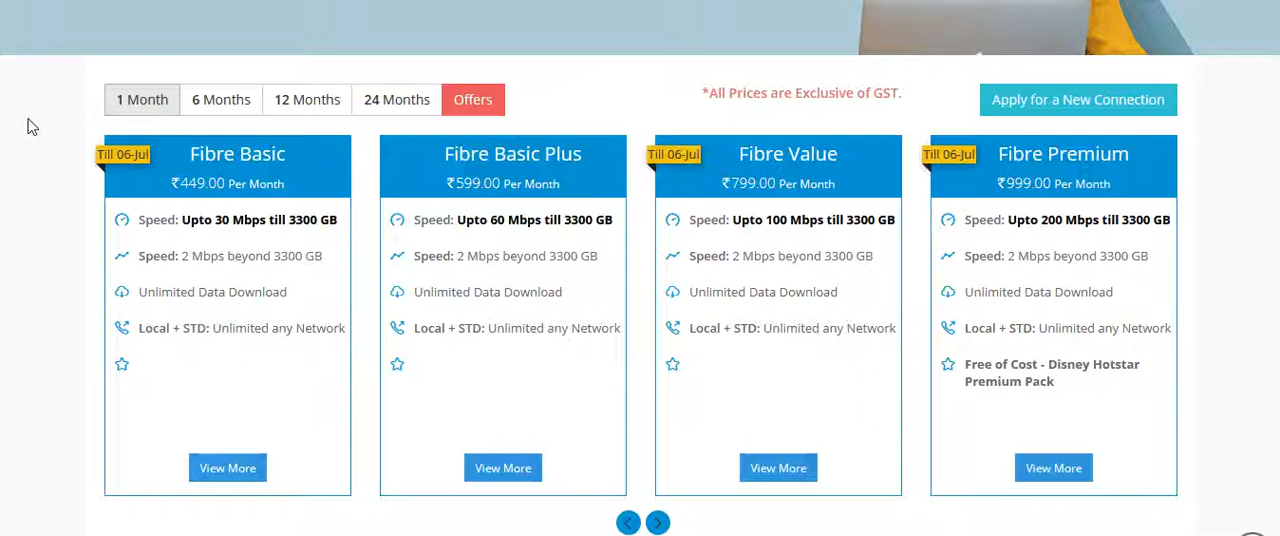 1 Month 6 Months 12 Months 24 Months Offers
*All Prices are Exclusive of GST.
Apply for a New Connection
Till 06-Jul
Fibre Basic
₹449.00 Per Month
Speed: Upto 30 Mbps till 3300 GB
Speed: 2 Mbps beyond 3300 GB
Unlimited Data Download
Local + STD: Unlimited any Network
View More
Fibre Basic Plus
₹599.00 Per Month
Speed: Upto 60 Mbps till 3300 GB
Speed: 2 Mbps beyond 3300 GB
Unlimited Data Download
Local + STD: Unlimited any Network
View More
Till 06-Jul
Fibre Value
₹799.00 Per Month
Speed: Upto 100 Mbps till 3300 GB
Speed: 2 Mbps beyond 3300 GB
Unlimited Data Download
Local + STD: Unlimited any Network
View More
Till 06-Jul
Fibre Premium
₹999.00 Per Month
Speed: Upto 200 Mbps till 3300 GB
Speed: 2 Mbps beyond 3300 GB
Unlimited Data Download
Local + STD: Unlimited any Network
Free of Cost - Disney Hotstar
Premium Pack
View More